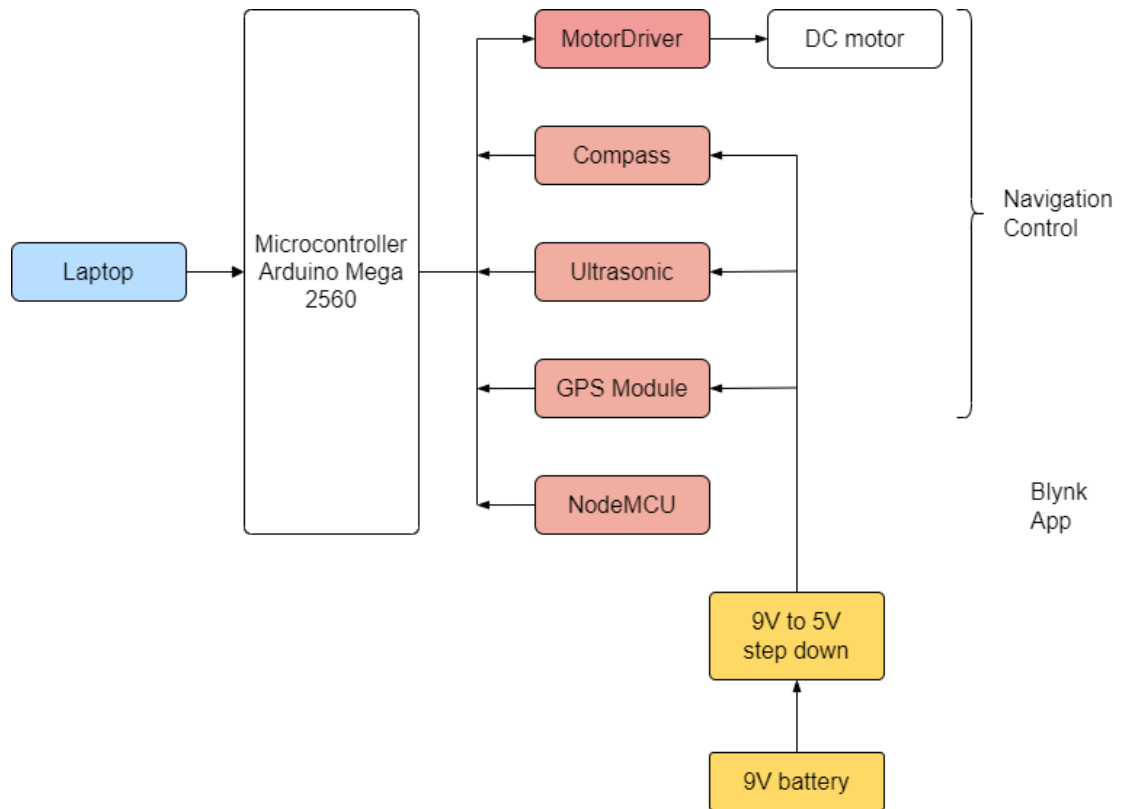 MotorDriver
DC motor
Compass
Navigation
Control
Laptop
Microcontroller
Arduino Mega
2560
Ultrasonic
GPS Module
NodeMCU
Blynk
App
9V to 5V
step down
9V battery